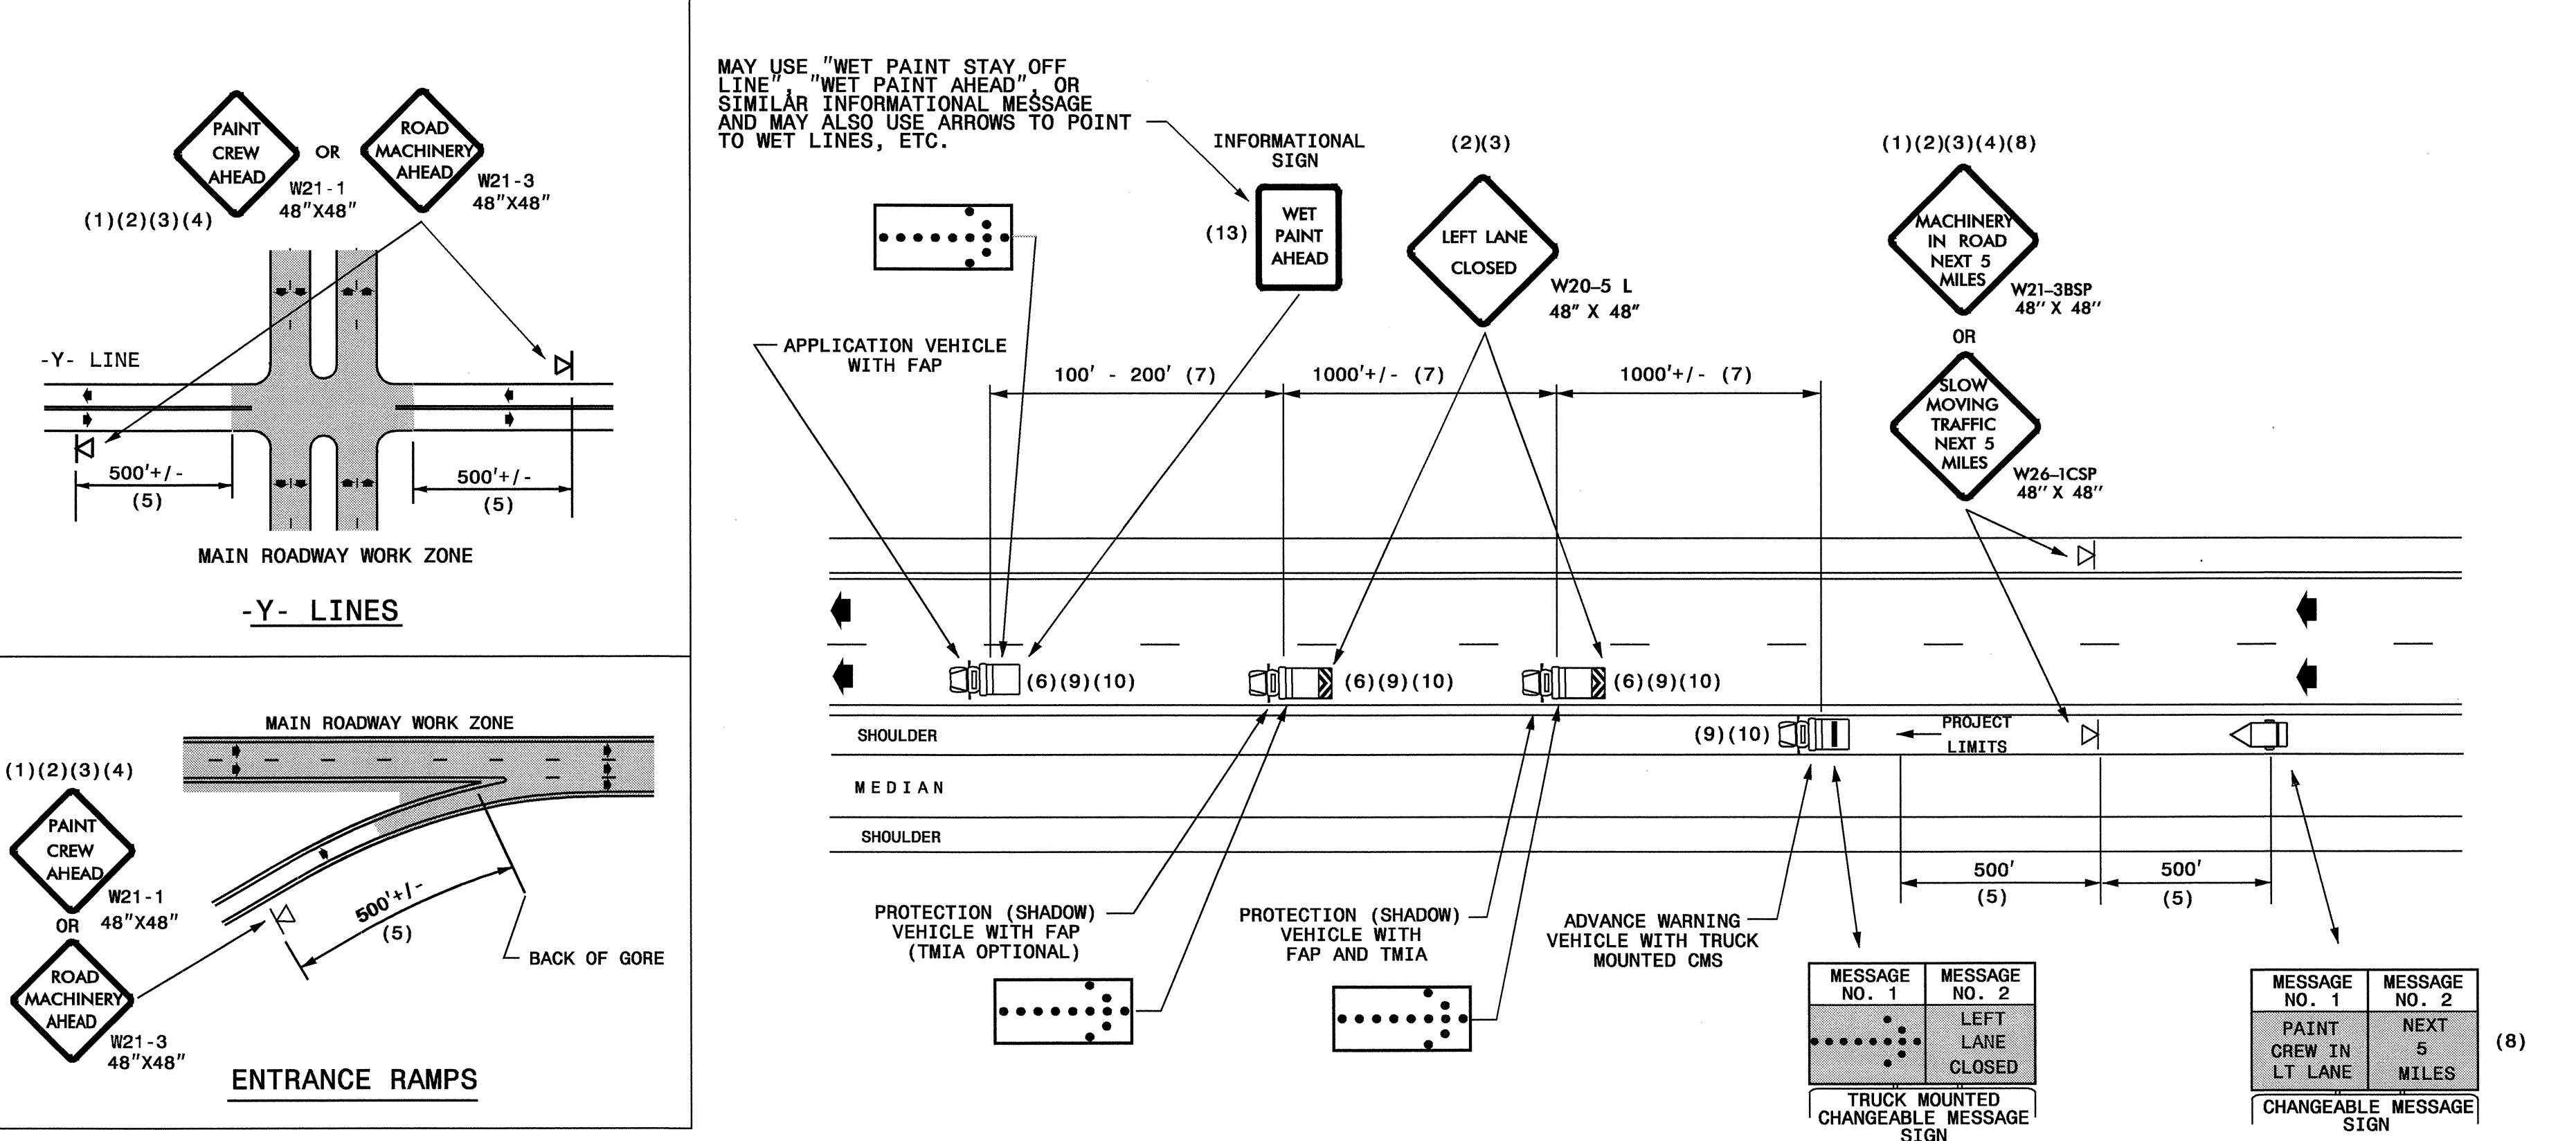 PAINT
CREW
AHEAD
W21-1
48"X48"
(1)(2)(3)(4)
OR
ROAD
MACHINERY
AHEAD
W21-3
48"X48"
-Y- LINE
500'+/-
(5)
500'+/-
(5)
MAIN ROADWAY WORK ZONE
-Y- LINES
MAIN ROADWAY WORK ZONE
(1)(2)(3)(4)
PAINT
CREW
AHEAD
W21-1
48"X48"
OR
ROAD
MACHINERY
AHEAD
W21-3
48"X48"
500'+/-
(5)
BACK OF GORE
ENTRANCE RAMPS
MAY USE "WET PAINT STAY OFF
LINE", "WET PAINT AHEAD", OR
SIMILAR INFORMATIONAL MESSAGE
AND MAY ALSO USE ARROWS TO POINT
TO WET LINES, ETC.
INFORMATIONAL
SIGN
(13)
WET
PAINT
AHEAD
(2)(3)
LEFT LANE
CLOSED
W20-5 L
48" X 48"
(1)(2)(3)(4)(8)
MACHINERY
IN ROAD
NEXT 5
MILES
W21-3BSP
48" X 48"
OR
SLOW
MOVING
TRAFFIC
NEXT 5
MILES
W26-1CSP
48" X 48"
APPLICATION VEHICLE
WITH FAP
100' - 200' (7)
1000'+/- (7)
1000'+/- (7)
(6)(9)(10)
(6)(9)(10)
(6)(9)(10)
SHOULDER
(9)(10)
PROJECT
LIMITS
MEDIAN
SHOULDER
500'
(5)
500'
(5)
PROTECTION (SHADOW)
VEHICLE WITH FAP
(TMIA OPTIONAL)
PROTECTION (SHADOW)
VEHICLE WITH
FAP AND TMIA
ADVANCE WARNING
VEHICLE WITH TRUCK
MOUNTED CMS
MESSAGE
NO. 1
MESSAGE
NO. 2
LEFT
LANE
CLOSED
TRUCK MOUNTED
CHANGEABLE MESSAGE
SIGN
MESSAGE
NO. 1
MESSAGE
NO. 2
PAINT
CREW IN
LT LANE
NEXT
5
MILES
(8)
CHANGEABLE MESSAGE
SIGN